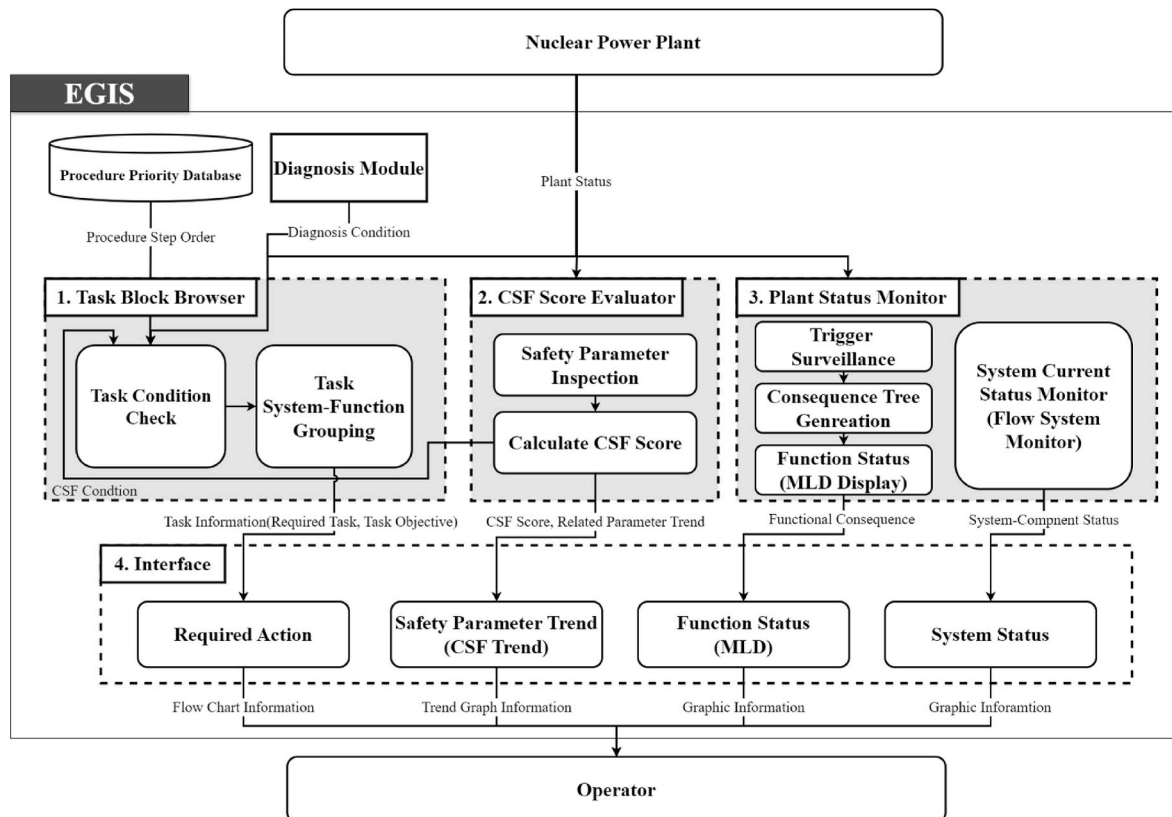 Nuclear Power Plant
EGIS
Procedure Priority Database
Diagnosis Module
Plant Status
Procedure Step Order
Diagnosis Condition
1. Task Block Browser
2. CSF Score Evaluator
3. Plant Status Monitor
Task Condition
Check
Task
System-Function
Grouping
Safety Parameter
Inspection
Calculate CSF Score
Trigger
Surveillance
Consequence Tree
Genreation
Function Status
(MLD Display)
System Current
Status Monitor
(Flow System
Monitor)
CSF Condition
Task Information(Required Task, Task Objective)
CSF Score, Related Parameter Trend
Functional Consequence
System-Compnent Status
4. Interface
Required Action
Safety Parameter Trend
(CSF Trend)
Function Status
(MLD)
System Status
Flow Chart Information
Trend Graph Information
Graphic Information
Graphic Inforamtion
Operator